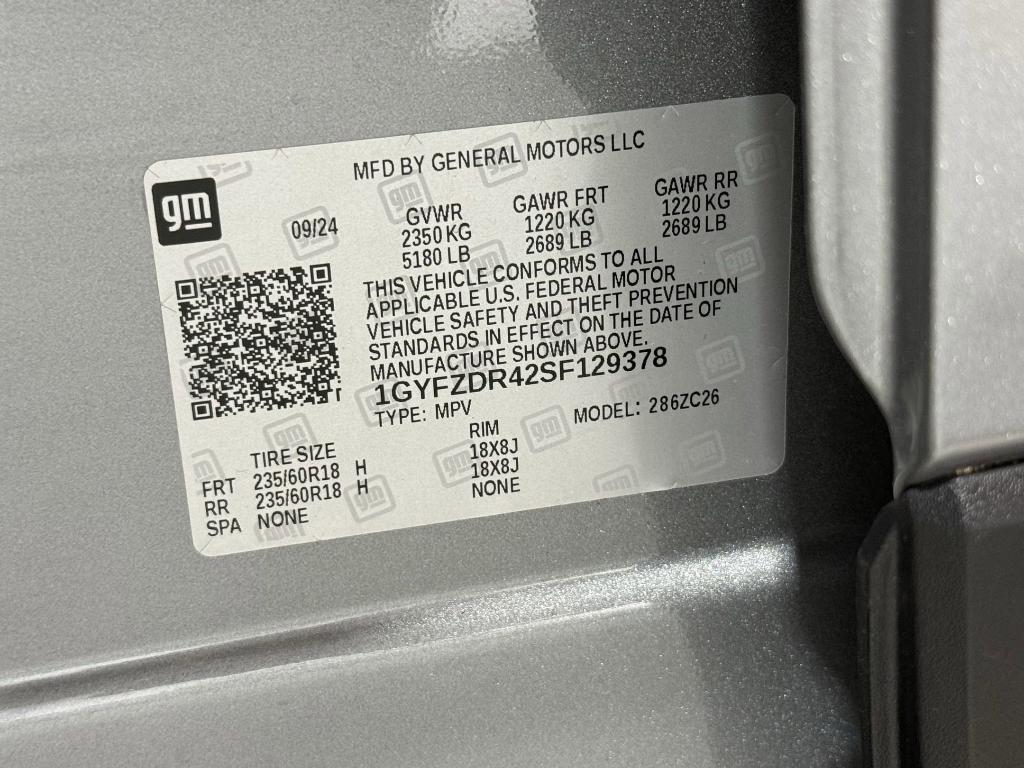 MFD BY GENERAL MOTORS LLC
gm
09/24
GVWR GAWR FRT GAWR RR
2350 KG 1220 KG 1220 KG
5180 LB 2689 LB 2689 LB
THIS VEHICLE CONFORMS TO ALL
APPLICABLE U.S. FEDERAL MOTOR
VEHICLE SAFETY AND THEFT PREVENTION
STANDARDS IN EFFECT ON THE DATE OF
MANUFACTURE SHOWN ABOVE.
1GYFZDR42SF129378
TYPE: MPV MODEL: 286ZC26
TIRE SIZE RIM
FRT 235/60R18 H 18X8J
RR 235/60R18 H 18X8J
SPA NONE NONE